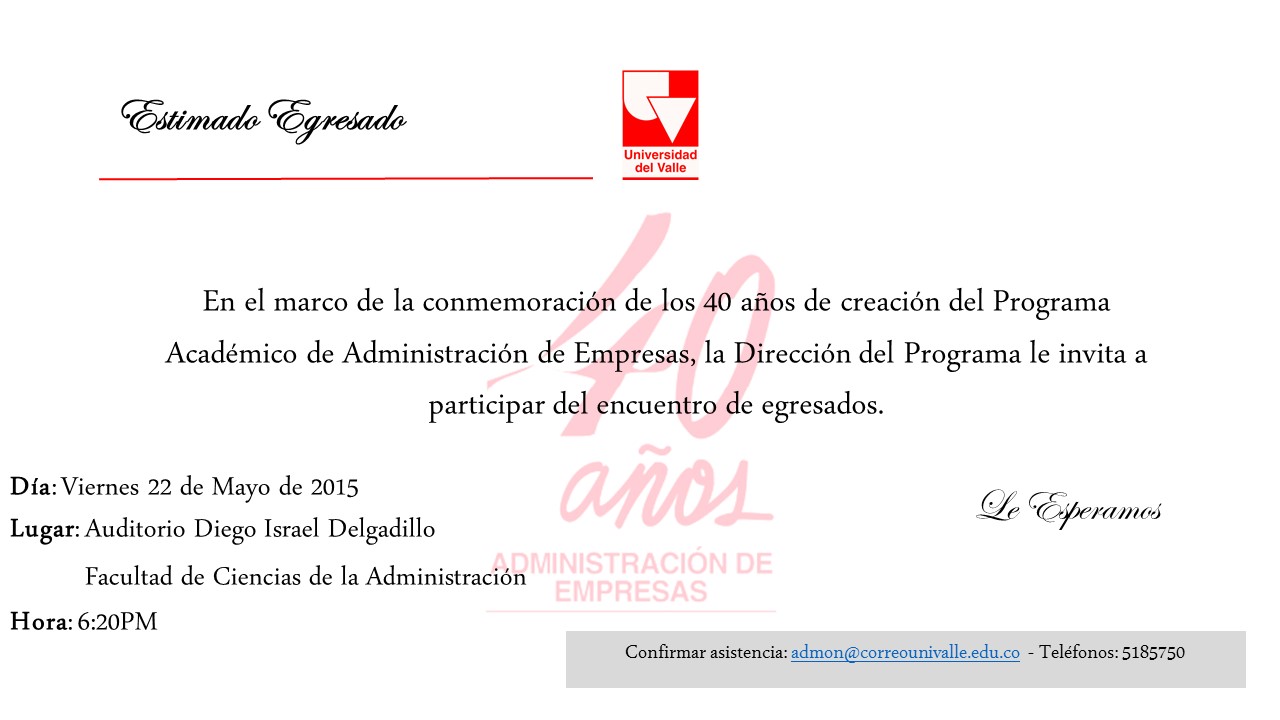 Estimado Egresado
Universidad
del Valle
En el marco de la conmemoración de los 40 años de creación del Programa
Académico de Administración de Empresas, la Dirección del Programa le invita a
participar del encuentro de egresados.
40
años
ADMINISTRACIÓN DE
EMPRESAS
Día: Viernes 22 de Mayo de 2015
Lugar: Auditorio Diego Israel Delgadillo
Facultad de Ciencias de la Administración
Hora: 6:20PM
Le Esperamos
Confirmar asistencia: admon@correounivalle.edu.co - Teléfonos: 5185750